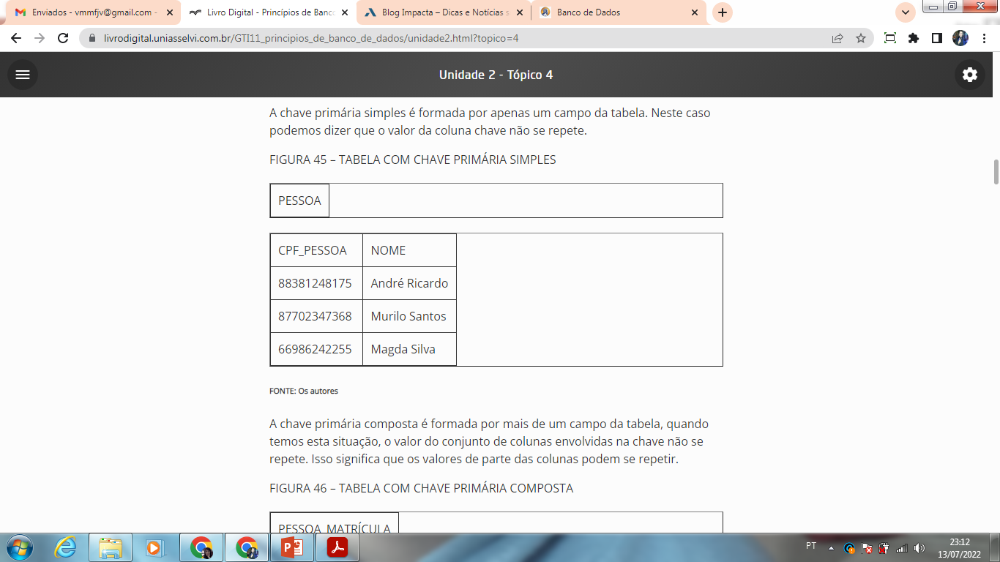 Enviados - vmmfjv@gmail.com -
Livro Digital - Princípios de Banco
Blog Impacta – Dicas e Notícias s
Banco de Dados
livrodigital.uniasselvi.com.br/GTI11_principios_de_banco_de_dados/unidade2.html?topico=4
Unidade 2 - Tópico 4
A chave primária simples é formada por apenas um campo da tabela. Neste caso
podemos dizer que o valor da coluna chave não se repete.
FIGURA 45 – TABELA COM CHAVE PRIMÁRIA SIMPLES
PESSOA
CPF_PESSOA NOME
88381248175 André Ricardo
87702347368 Murilo Santos
66986242255 Magda Silva
FONTE: Os autores
A chave primária composta é formada por mais de um campo da tabela, quando
temos esta situação, o valor do conjunto de colunas envolvidas na chave não se
repete. Isso significa que os valores de parte das colunas podem se repetir.
FIGURA 46 – TABELA COM CHAVE PRIMÁRIA COMPOSTA
PESSOA_MATRÍCULA
PT
23:12
13/07/2022